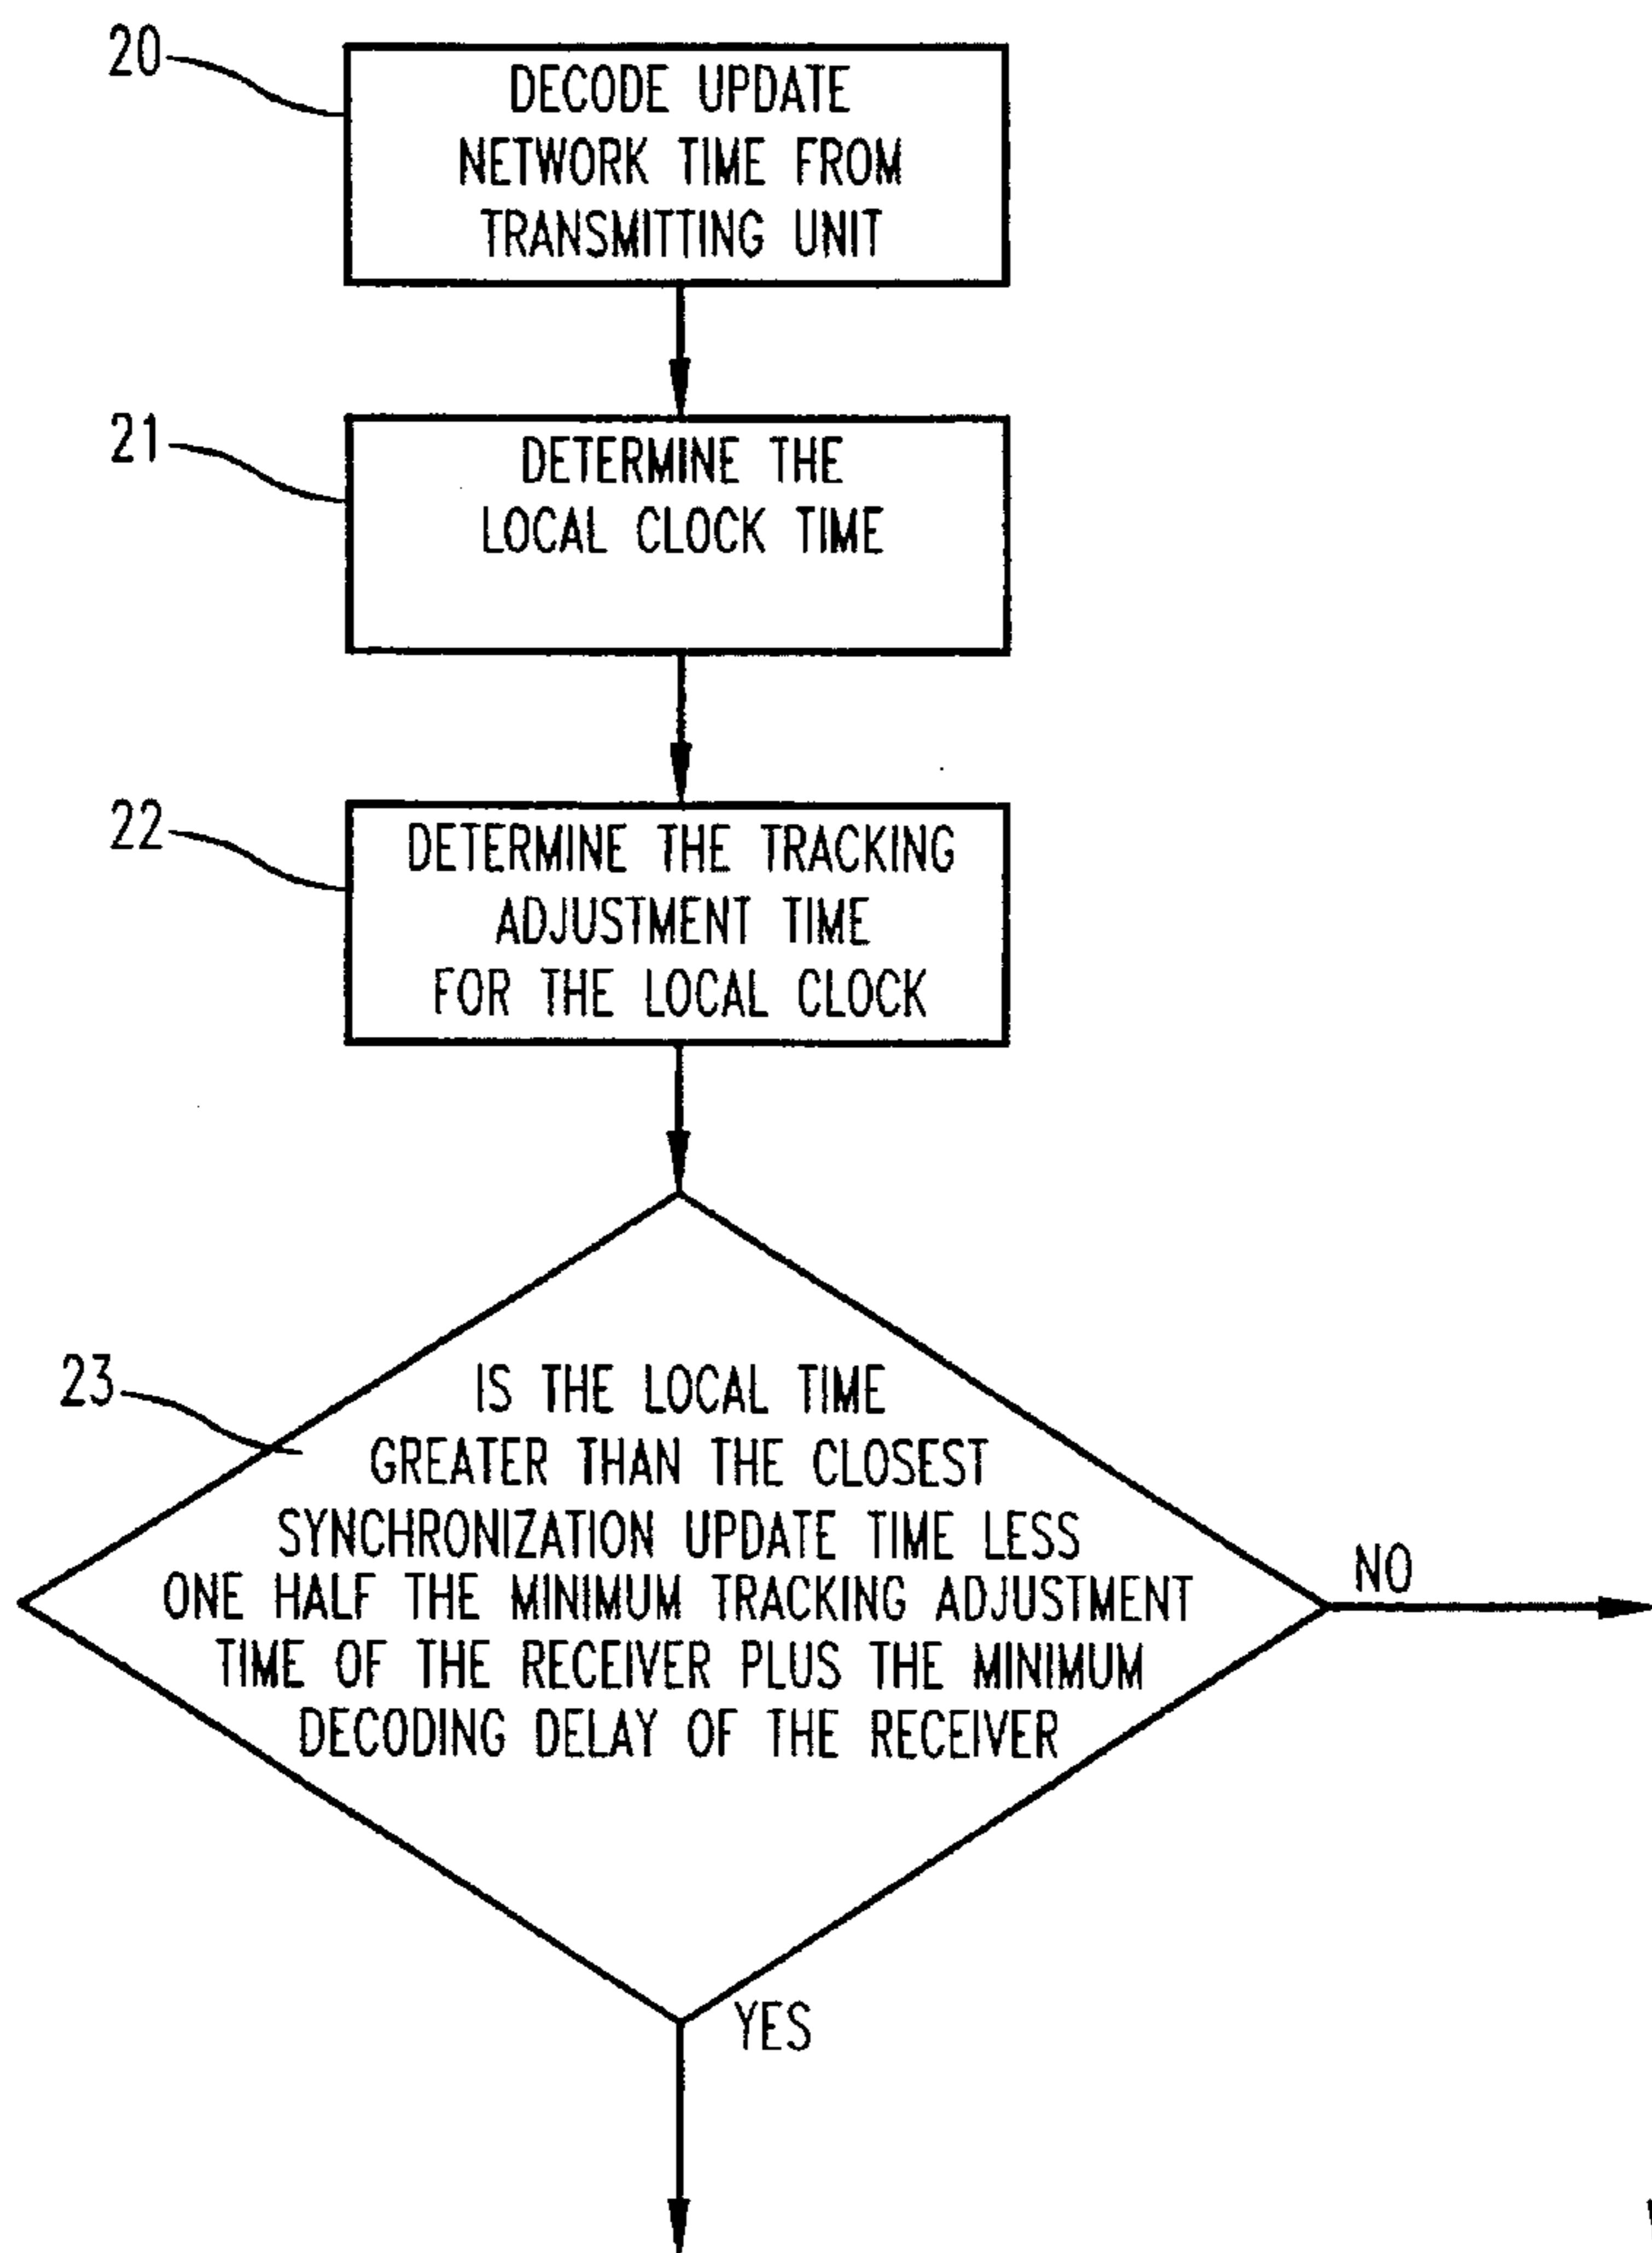 20
DECODE UPDATE
NETWORK TIME FROM
TRANSMITTING UNIT
21
DETERMINE THE
LOCAL CLOCK TIME
22
DETERMINE THE TRACKING
ADJUSTMENT TIME
FOR THE LOCAL CLOCK
23
IS THE LOCAL TIME
GREATER THAN THE CLOSEST
SYNCHRONIZATION UPDATE TIME LESS
ONE HALF THE MINIMUM TRACKING ADJUSTMENT
TIME OF THE RECEIVER PLUS THE MINIMUM
DECODING DELAY OF THE RECEIVER
NO
YES